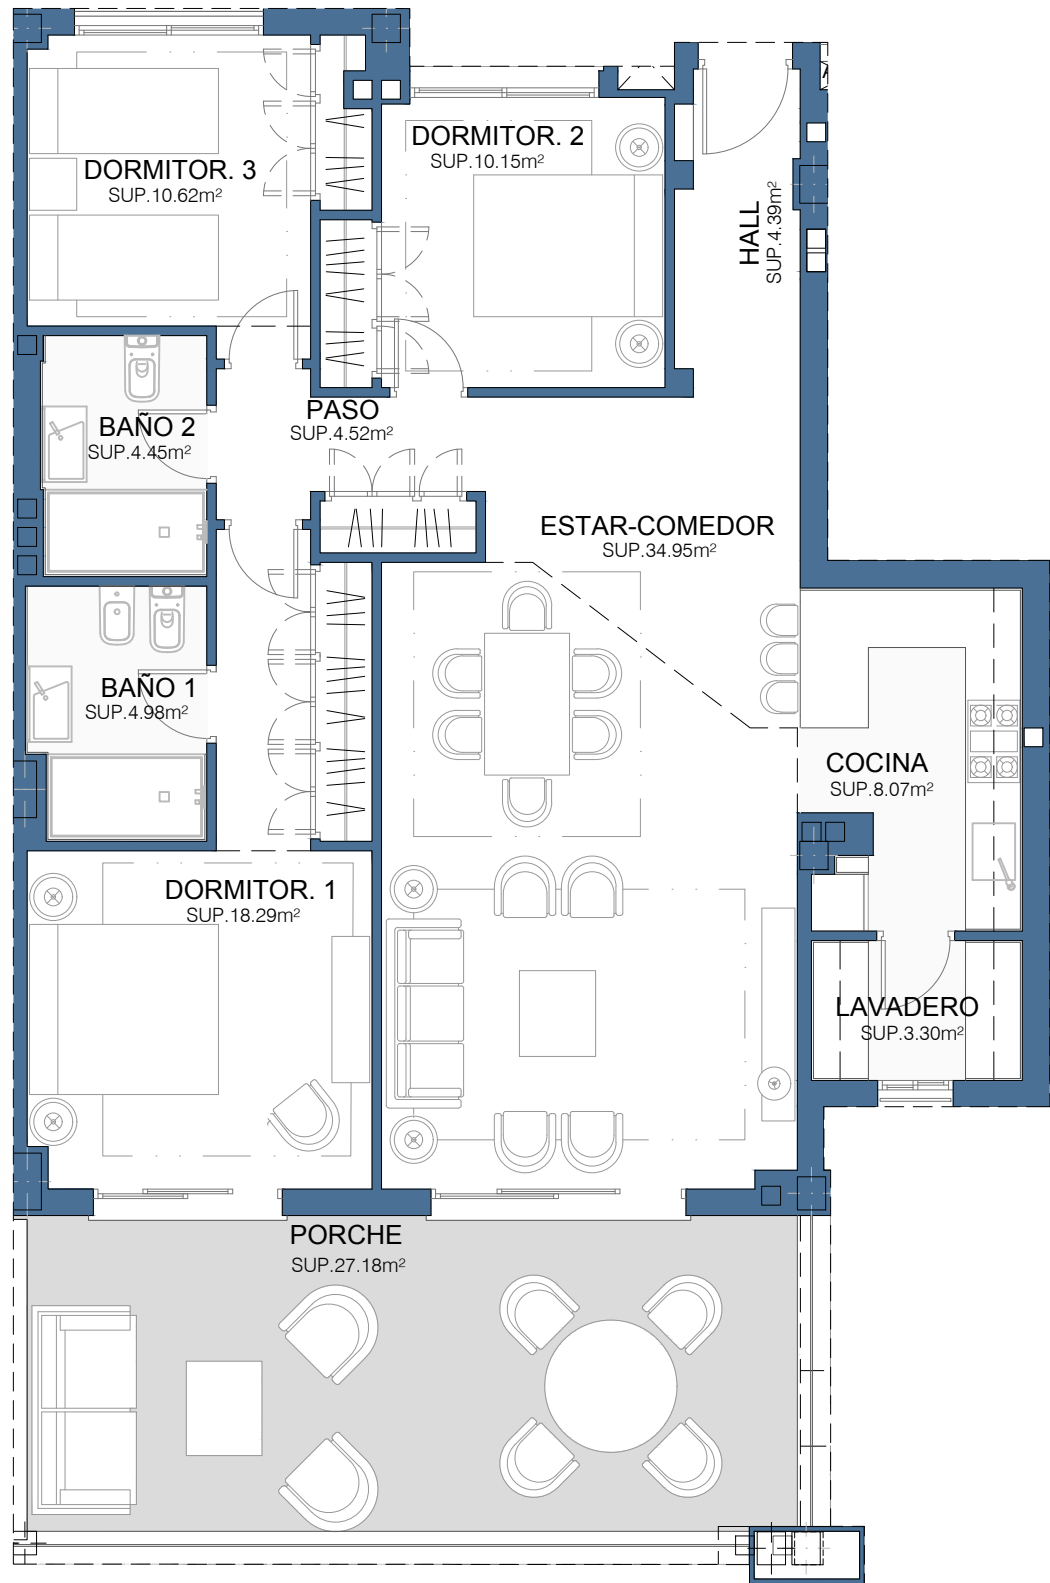 DORMITOR. 2
SUP.10.15m²
DORMITOR. 3
SUP.10.62m²
HALL
SUP.4.39m²
PASO
SUP.4.52m²
BAÑO 2
SUP.4.45m²
ESTAR-COMEDOR
SUP.34.95m²
BAÑO 1
SUP.4.98m²
COCINA
SUP.8.07m²
DORMITOR. 1
SUP.18.29m²
LAVADERO
SUP.3.30m²
PORCHE
SUP.27.18m²